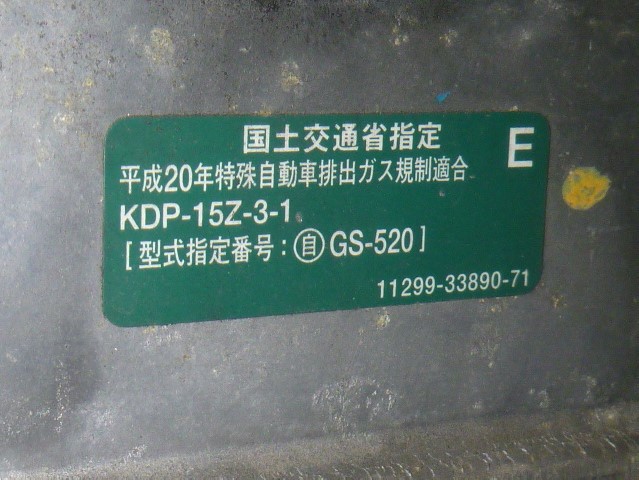 国土交通省指定
E
平成20年特殊自動車排出ガス規制適合
KDP-15Z-3-1
[ 型式指定番号：㊀自 GS-520 ]
11299-33890-71